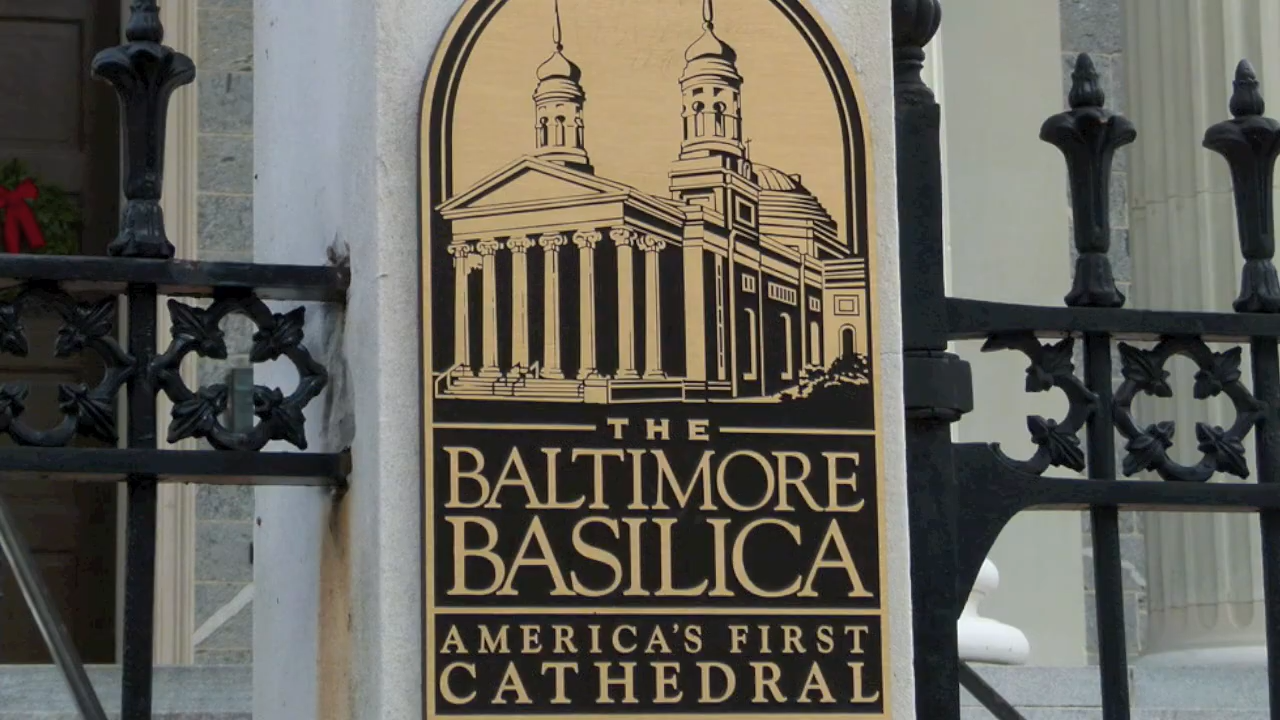 THE
BALTIMORE
BASILICA
AMERICA'S FIRST
CATHEDRAL